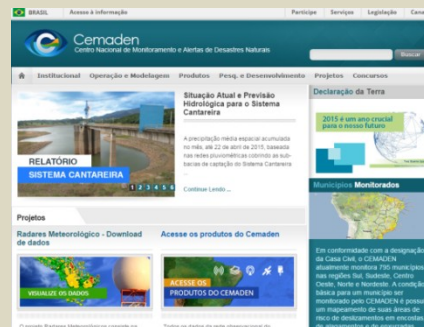 BRASIL Acesso à informação Participe Serviços Legislação Cana
Cemaden
Centro Nacional de Monitoramento e Alertas de Desastres Naturais
Buscar
Institucional Operação e Modelagem Produtos Pesq. e Desenvolvimento Projetos Concursos
RELATÓRIO
SISTEMA CANTAREIRA
1 2 3 4 5 6
Situação Atual e Previsão
Hidrológica para o Sistema
Cantareira
A precipitação média espacial acumulada
no mês, até 22 de abril de 2015, baseada
nas redes pluviométricas cobrindo as sub-
bacias de captação do Sistema Cantareira
...
Continue Lendo ...
Declaração da Terra
2015 é um ano crucial
para o nosso futuro
Municípios Monitorados
Em conformidade com a designação
da Casa Civil, o CEMADEN
atualmente monitora 795 municípios
nas regiões Sul, Sudeste, Centro
Oeste, Norte e Nordeste. A condição
básica para um município ser
monitorado pelo CEMADEN é possuir
um mapeamento de suas áreas de
risco de deslizamentos em encostas,
Projetos
Radares Meteorológico - Download
de dados
VISUALIZE OS DADOS
Acesse os produtos do Cemaden
ACESSE OS
PRODUTOS DO CEMADEN